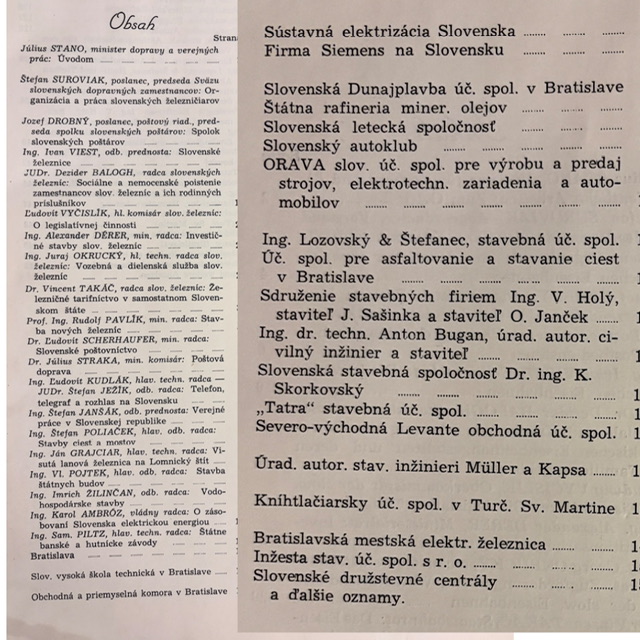 Obsah
Strana
Július STANO, minister dopravy a verejných
prác: Úvodom
Štefan SUROVIAK, poslanec, predseda Sväzu
slovenských dopravných zamestnancov: Or-
ganizácia a práca slovenských železničiarov
Jozef DROBNÝ, poslanec, poštový riad., pred-
seda spolku slovenských poštárov: Spolok
slovenských poštárov
Ing. Ivan VIEST, odb. prednosta: Slovenské
železnice
JUDr. Dezider BALOGH, radca slovenských
železníc: Sociálne a nemocenské poistenie
zamestnancov slov. železníc a ich rodinných
príslušníkov
Ľudovít VYČISLÍK, hl. komisár slov. železníc:
O legislatívnej činnosti
Ing. Alexander DÉRER, min. radca: Investič-
né stavby slov. železníc
Ing. Juraj OKRUCKÝ, hl. techn. radca slov.
železníc: Vozebná a dielenská služba slov.
železníc
Dr. Vincent TAKÁČ, radca slov. železníc: Že-
lezničné tarifníctvo v samostatnom Sloven-
skom štáte
Prof. Ing. Rudolf PAVLÍK, min. radca: Stav-
ba nových železníc
Dr. Ľudovít SCHERHAUFER, min. radca:
Slovenské poštovníctvo
Dr. Július STRAKA, min. komisár: Poštová
doprava
Ing. Ľudovít KUDLÁK, hlav. techn. radca —
JUDr. Štefan JEŽÍK, odb. radca: Telefon,
telegraf a rozhlas na Slovensku
Ing. Štefan JANŠÁK, odb. prednosta: Verejné
práce v Slovenskej republike
Ing. Štefan POLIAČEK, hlav. odb. radca:
Stavby ciest a mostov
Ing. Ján GRAJCIAR, hlav. techn. radca: Vi-
sutá lanová železnica na Lomnický štít
Ing. Vl. POJTEK, hlav. odb. radca: Stavba
štátnych budov
Ing. Imrich ŽILINČAN, odb. radca: Vodo-
hospodárske stavby
Ing. Karol AMBRÓZ, vládny radca: O záso-
bovaní Slovenska elektrickou energiou
Ing. Sam. PILTZ, hlav. techn. radca: Štátne
banské a hutnícke závody
Bratislava
Slov. vysoká škola technická v Bratislave
Obchodná a priemyselná komora v Bratislave
Sústavná elektrizácia Slovenska
Firma Siemens na Slovensku
Slovenská Dunajplavba úč. spol. v Bratislave
Štátna rafineria miner. olejov
Slovenská letecká spoločnosť
Slovenský autoklub
ORAVA slov. úč. spol. pre výrobu a predaj
strojov, elektrotechn. zariadenia a auto-
mobilov
Ing. Lozovský & Štefanec, stavebná úč. spol.
Úč. spol. pre asfaltovanie a stavanie ciest
v Bratislave
Sdruženie stavebných firiem Ing. V. Holý,
staviteľ J. Sašinka a staviteľ O. Janček
Ing. dr. techn. Anton Bugan, úrad. autor. ci-
vilný inžinier a staviteľ
Slovenská stavebná spoločnosť Dr. ing. K.
Skorkovský
„Tatra“ stavebná úč. spol.
Severo-východná Levante obchodná úč. spol.
Úrad. autor. stav. inžinieri Müller a Kapsa
Kníhtlačiarsky úč. spol. v Turč. Sv. Martine
Bratislavská mestská elektr. železnica
Inžesta stav. úč. spol. s r. o.
Slovenské družstevné centrály
a ďalšie oznamy.